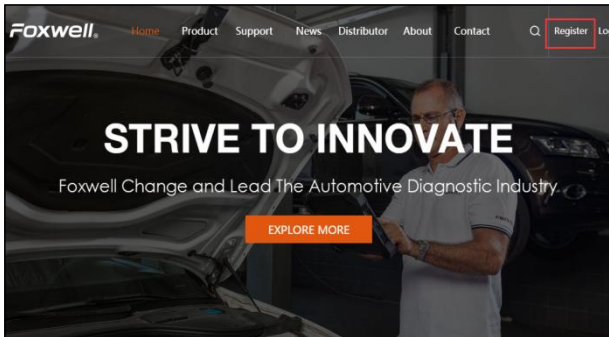 FOXWELL® Home Product Support News Distributor About Contact Register
STRIVE TO INNOVATE
Foxwell Change and Lead The Automotive Diagnostic Industry.
EXPLORE MORE